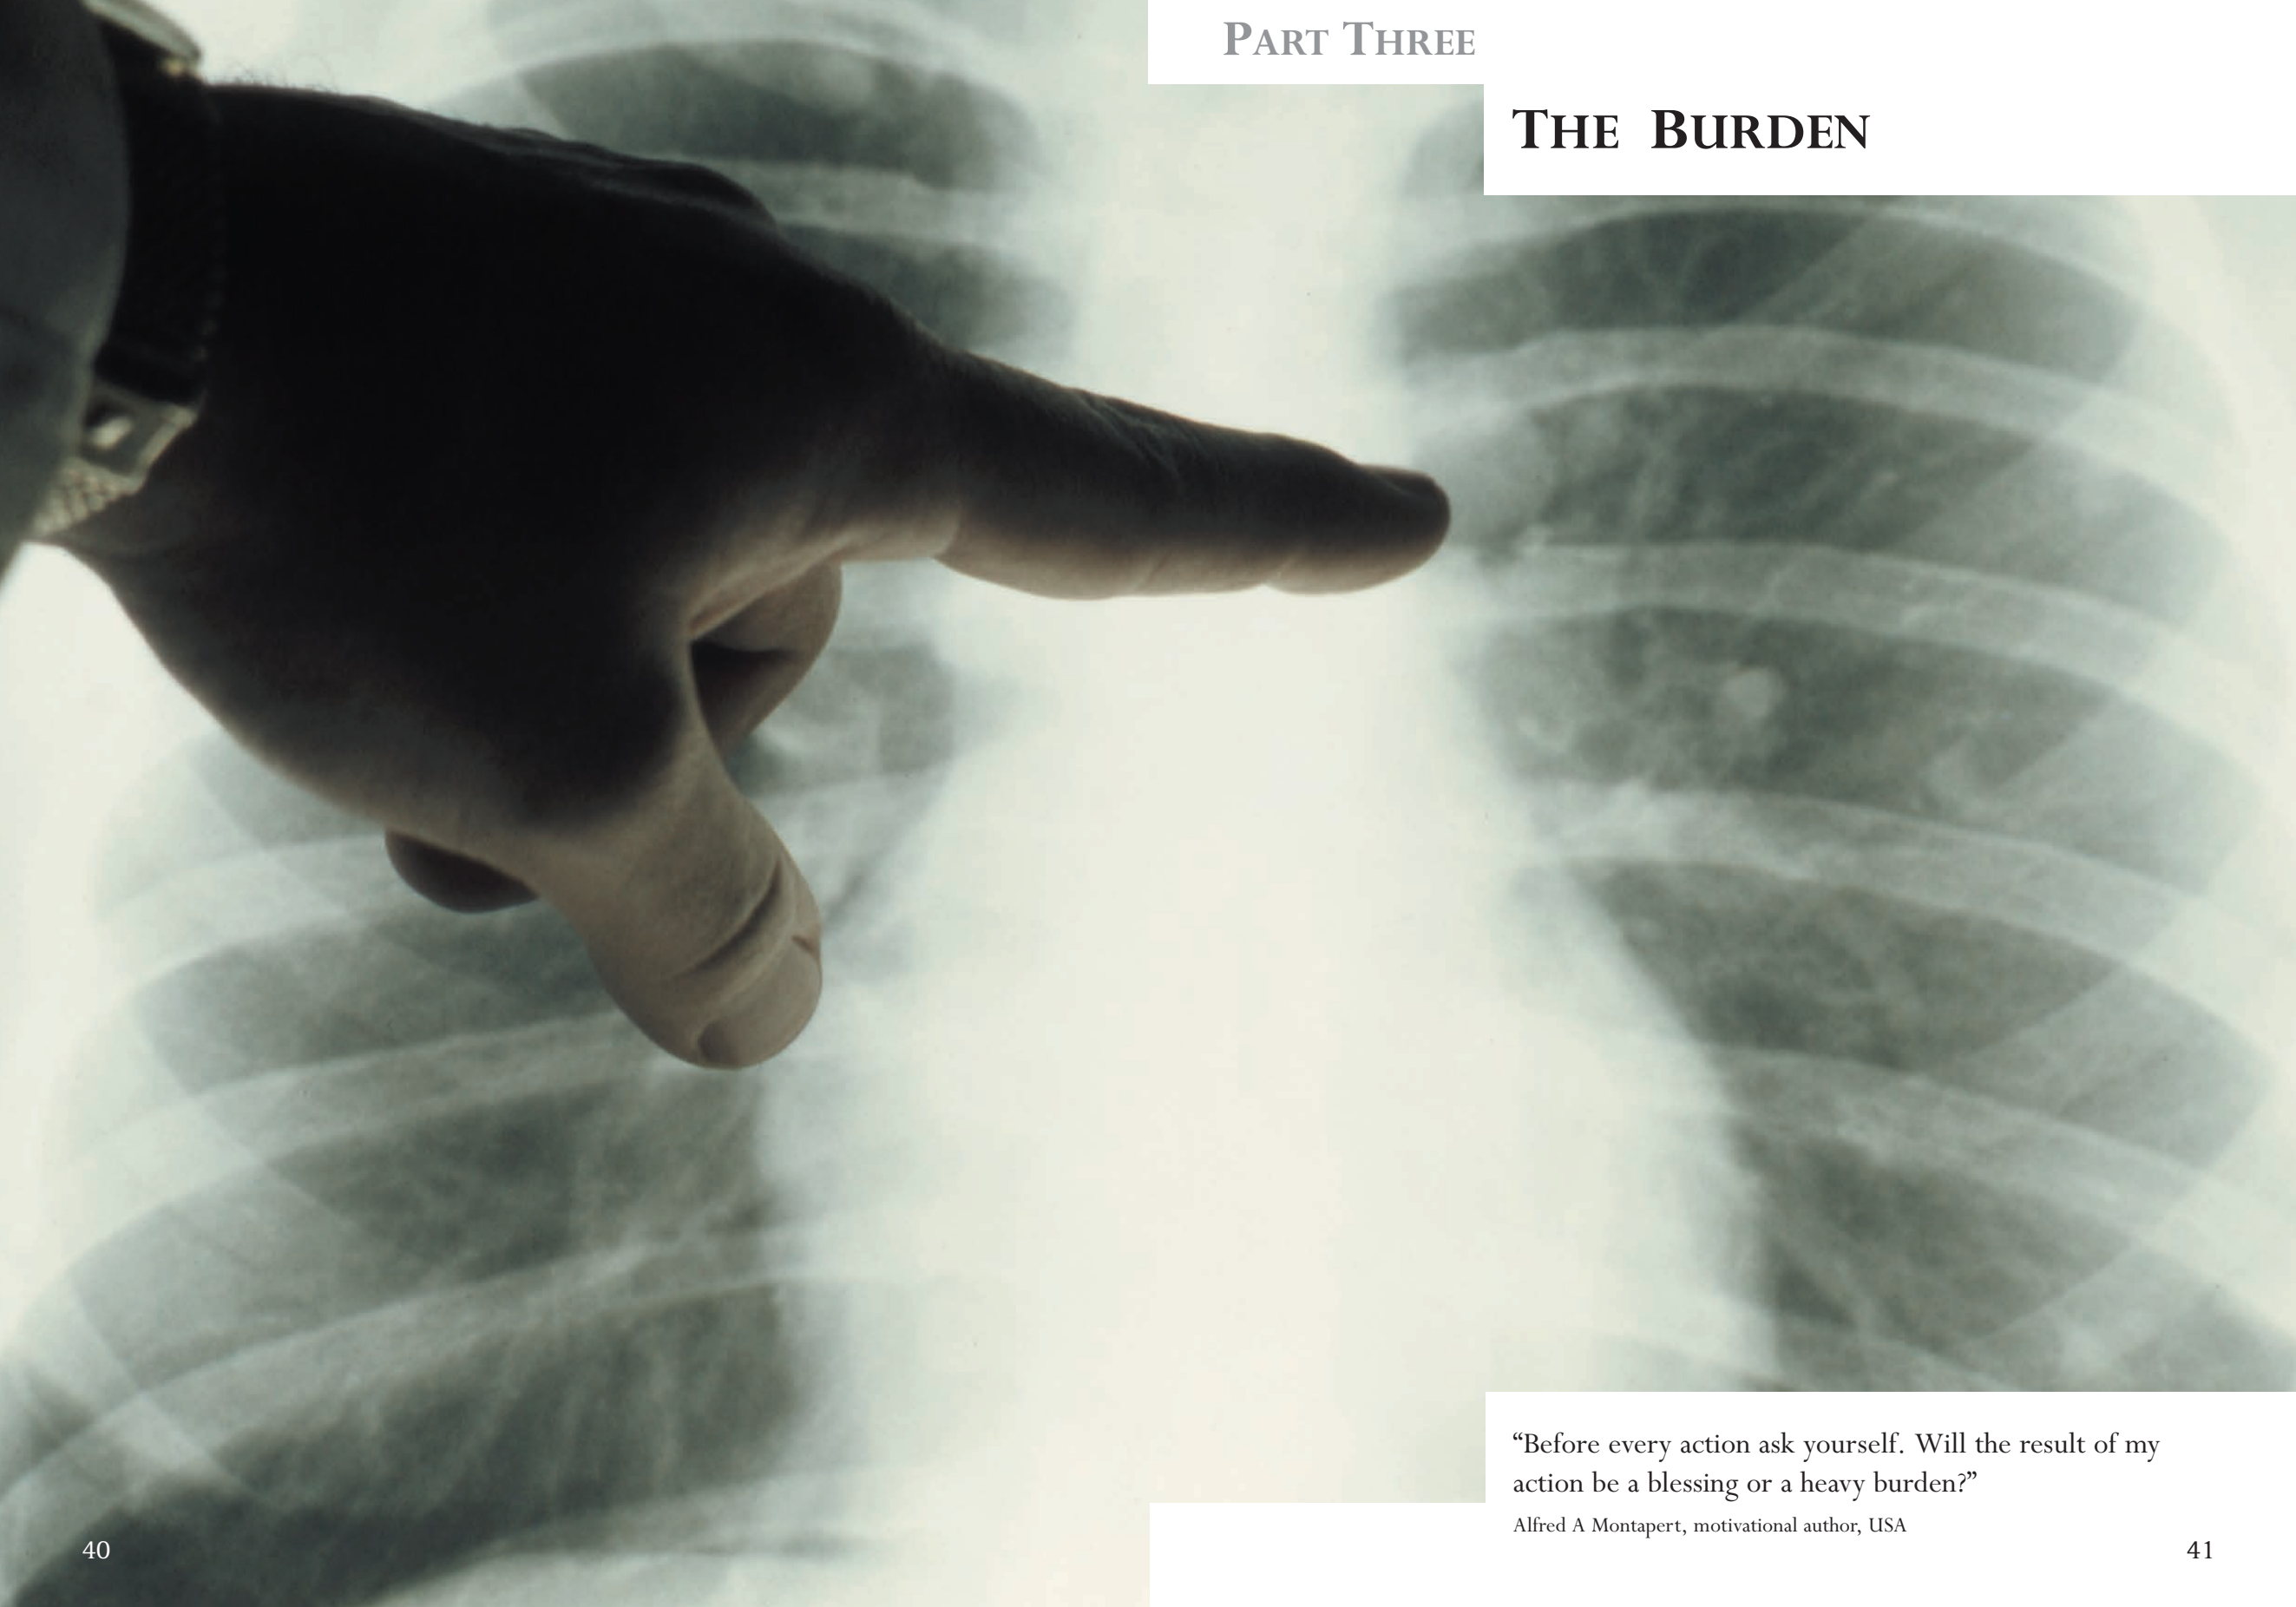 PART THREE
THE BURDEN
“Before every action ask yourself. Will the result of my
action be a blessing or a heavy burden?”
Alfred A Montapert, motivational author, USA
40
41